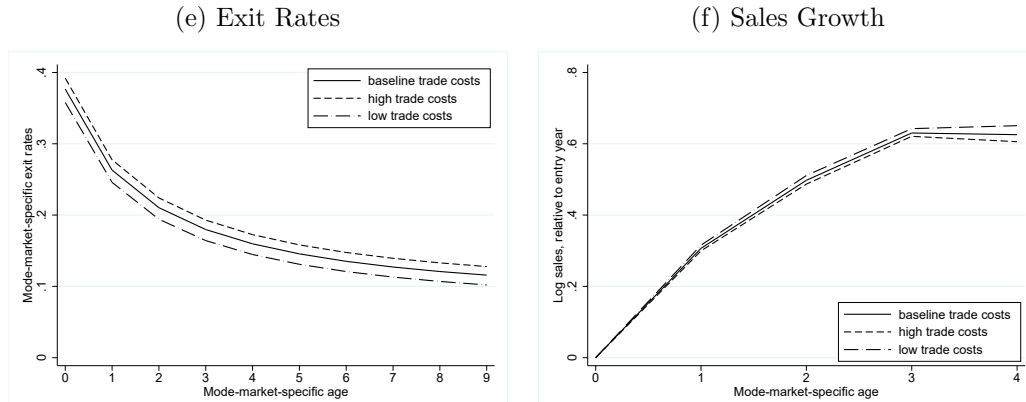 (e) Exit Rates
Mode-market-specific exit rates
.4
.3
.2
.1
0
baseline trade costs
high trade costs
low trade costs
0 1 2 3 4 5 6 7 8 9
Mode-market-specific age
(f) Sales Growth
Log sales, relative to entry year
.8
.6
.4
.2
0
baseline trade costs
high trade costs
low trade costs
0 1 2 3 4
Mode-market-specific age